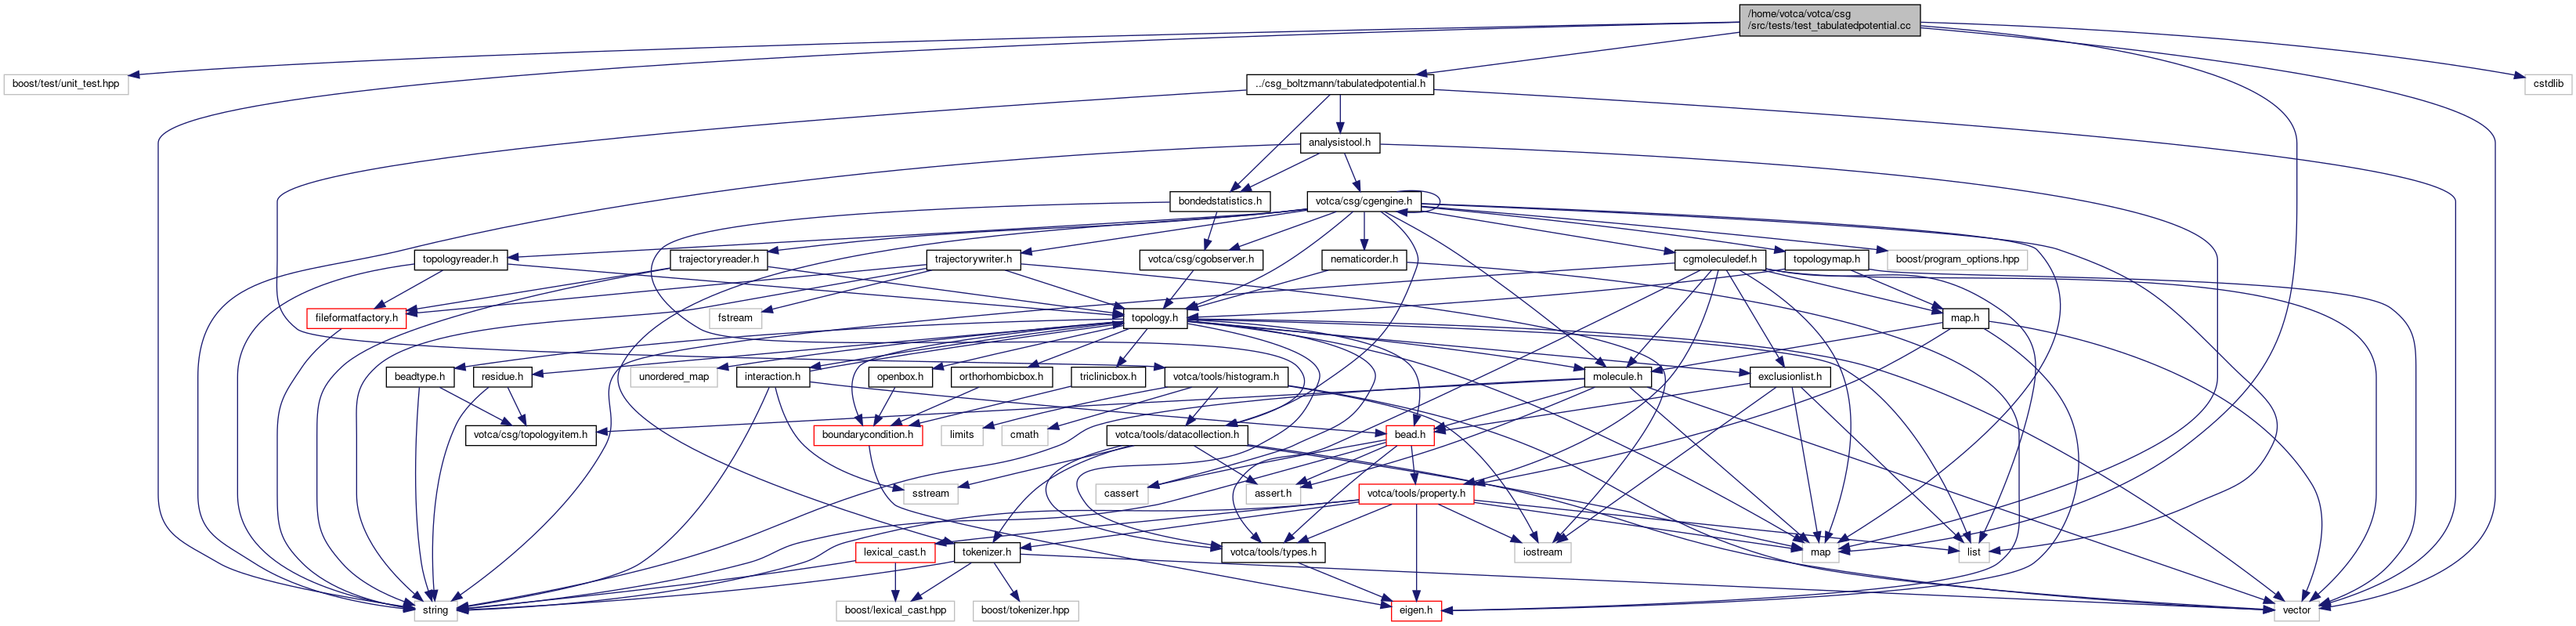 /home/votca/votca/csg
/src/tests/test_tabulatedpotential.cc
boost/test/unit_test.hpp
../csg_boltzmann/tabulatedpotential.h
cstdlib
analysistool.h
bondedstatistics.h
votca/csg/cgengine.h
topologyreader.h
trajectoryreader.h
trajectorywriter.h
votca/csg/cgobserver.h
nematicorder.h
cgmoleculedef.h
topologymap.h
boost/program_options.hpp
fileformatfactory.h
fstream
topology.h
map.h
beadtype.h
residue.h
unordered_map
interaction.h
openbox.h
orthorhombicbox.h
triclinicbox.h
votca/tools/histogram.h
molecule.h
exclusionlist.h
votca/csg/topologyitem.h
boundarycondition.h
limits
cmath
votca/tools/datacollection.h
bead.h
sstream
cassert
assert.h
votca/tools/property.h
lexical_cast.h
tokenizer.h
votca/tools/types.h
iostream
map
list
string
boost/lexical_cast.hpp
boost/tokenizer.hpp
eigen.h
vector